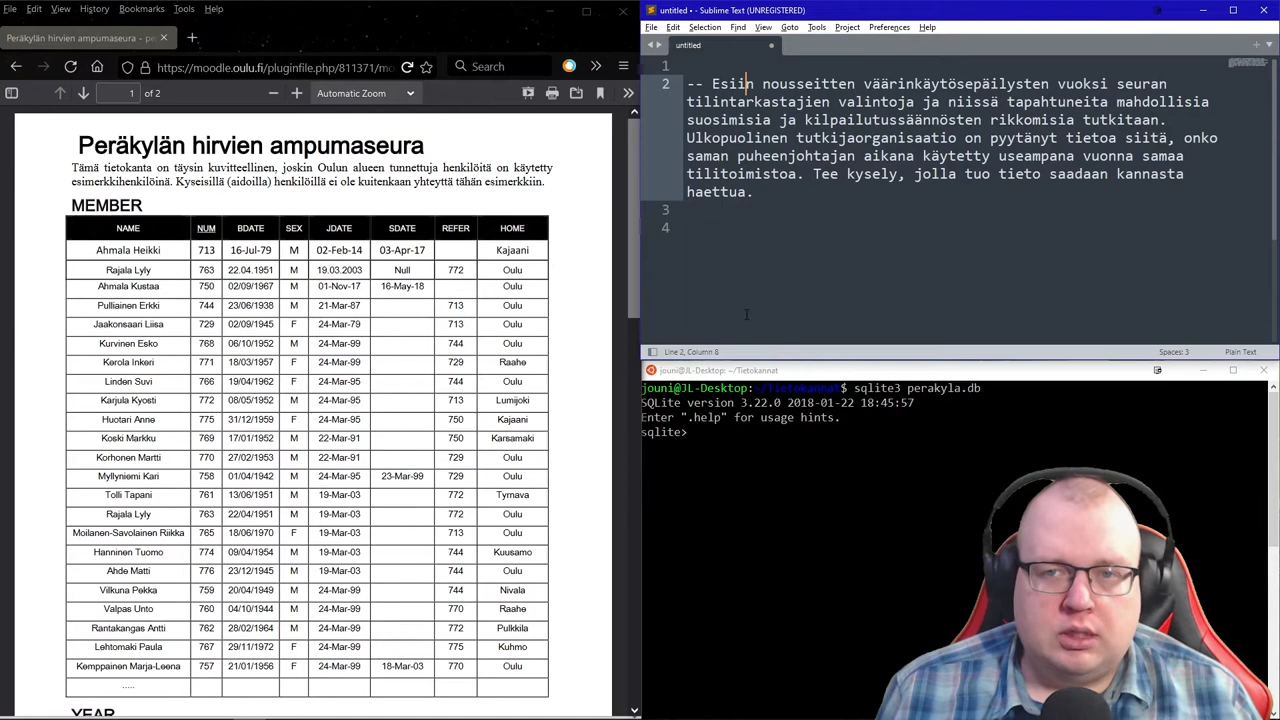 File Edit View History Bookmarks Tools Help
än ampumaseura - pe
https://moodle.oulu.fi/pluginfile.php/811371/mo
Search
1 of 2
Automatic Zoom
Peräkylän hirvien ampumaseura
Tämä tietokanta on täysin kuvitteellinen, joskin Oulun alueen tunnettuja henkilöitä on käytetty
esimerkkihenkilöinä. Kyseisillä (aidoilla) henkilöillä ei ole kuitenkaan yhteyttä tähän esimerkkiin.
MEMBER
NAME NUM BDATE SEX JDATE SDATE REFER HOME
Ahmala Heikki 713 16-Jul-79 M 02-Feb-14 03-Apr-17 Kajaani
Rajala Lyly 763 22.04.1951 M 19.03.2003 Null 772 Oulu
Ahmala Kustaa 750 02/09/1967 M 01-Nov-17 16-May-18 Oulu
Pulliainen Erkki 744 23/06/1938 M 21-Mar-87 713 Oulu
Jaakonsaari Liisa 729 02/09/1945 F 24-Mar-79 713 Oulu
Kurvinen Esko 768 06/10/1952 M 24-Mar-99 744 Oulu
Kerola Inkeri 771 18/03/1957 F 24-Mar-99 729 Raahe
Linden Suvi 766 19/04/1962 F 24-Mar-95 744 Oulu
Karjula Kyosti 772 08/05/1952 M 24-Mar-95 713 Lumijoki
Huotari Anne 775 31/12/1959 F 24-Mar-95 750 Kajaani
Koski Markku 769 17/01/1952 M 22-Mar-91 750 Karsamaki
Korhonen Martti 770 27/02/1953 M 22-Mar-91 729 Oulu
Myllyniemi Kari 758 01/04/1942 M 24-Mar-95 23-Mar-99 729 Oulu
Tolli Tapani 761 13/06/1951 M 19-Mar-03 772 Tyrnava
Rajala Lyly 763 22/04/1951 M 19-Mar-03 772 Oulu
Moilanen-Savolainen Riikka 765 18/06/1970 F 19-Mar-03 713 Oulu
Hanninen Tuomo 774 09/04/1954 M 19-Mar-03 744 Kuusamo
Ahde Matti 776 23/12/1945 M 19-Mar-03 744 Oulu
Vilkuna Pekka 759 20/04/1949 M 24-Mar-99 744 Nivala
Valpas Unto 760 04/10/1944 M 24-Mar-99 770 Raahe
Rantakangas Antti 762 28/02/1964 M 24-Mar-99 772 Pulkkila
Lehtomaki Paula 767 29/11/1972 F 24-Mar-99 775 Kuhmo
Kemppainen Marja-Leena 757 21/01/1956 F 24-Mar-99 18-Mar-03 770 Oulu
.....
YEAR
untitled • - Sublime Text (UNREGISTERED)
File Edit Selection Find View Goto Tools Project Preferences Help
untitled
1
2 -- Esiin nousseitten väärinkäytösepäilysten vuoksi seuran
tilintarkastajien valintoja ja niissä tapahtuneita mahdollisia
suosimisia ja kilpailutussäännösten rikkomisia tutkitaan.
Ulkopuolinen tutkijaorganisaatio on pyytänyt tietoa siitä, onko
saman puheenjohtajan aikana käytetty useampana vuonna samaa
tilitoimistoa. Tee kysely, jolla tuo tieto saadaan kannasta
haettua.
3
4
Line 2, Column 8 Spaces: 3 Plain Text
jouni@JL-Desktop: ~/Tietokannat
jouni@JL-Desktop:~/Tietokannat$ sqlite3 perakyla.db
SQLite version 3.22.0 2018-01-22 18:45:57
Enter ".help" for usage hints.
sqlite>